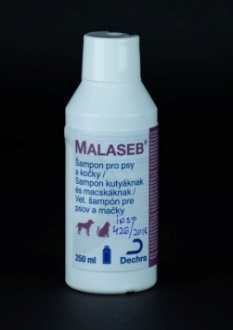 MALASEB®
Šampon pro psy
a kočky /
Sampon kutyáknak
és macskáknak /
Vet. šampón pre
psov a mačky
250 ml
Dechra